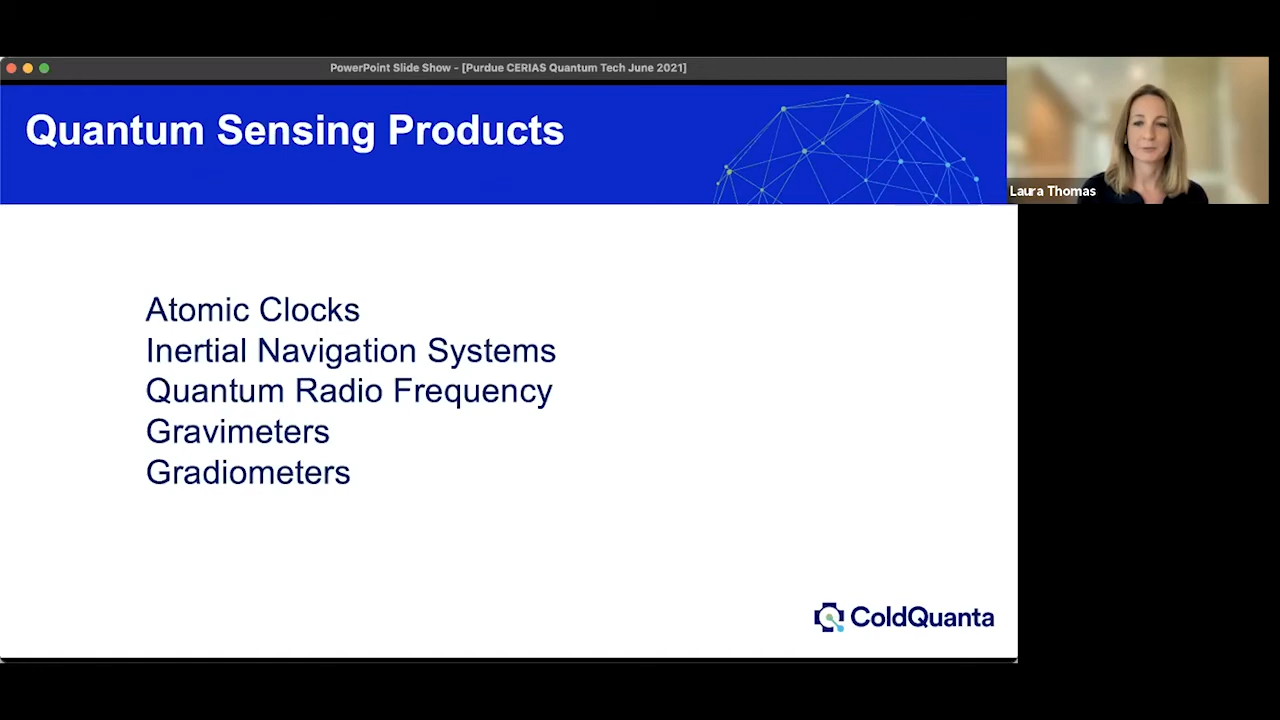 PowerPoint Slide Show - [Purdue CERIAS Quantum Tech June 2021]
Quantum Sensing Products
Laura Thomas
Atomic Clocks
Inertial Navigation Systems
Quantum Radio Frequency
Gravimeters
Gradiometers
ColdQuanta